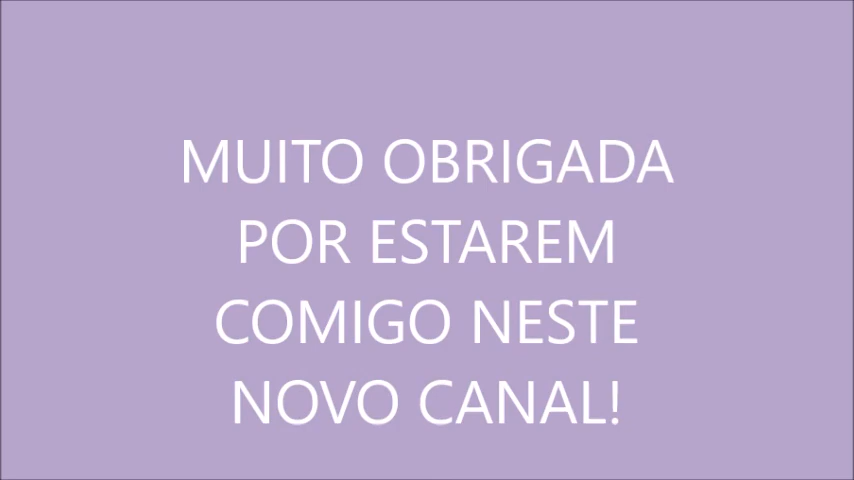 MUITO OBRIGADA
POR ESTAREM
COMIGO NESTE
NOVO CANAL!